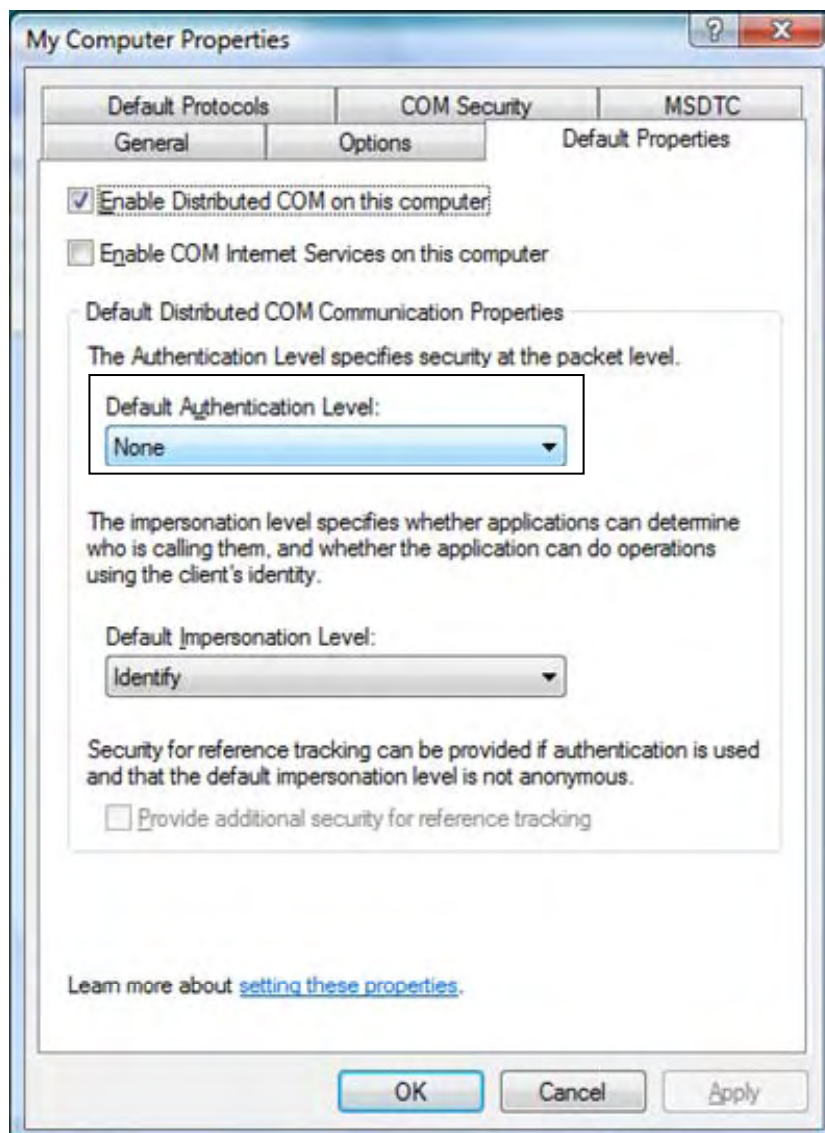 My Computer Properties
Default Protocols COM Security MSDTC
General Options Default Properties
Enable Distributed COM on this computer
Enable COM Internet Services on this computer
Default Distributed COM Communication Properties
The Authentication Level specifies security at the packet level.
Default Authentication Level:
None
The impersonation level specifies whether applications can determine
who is calling them, and whether the application can do operations
using the client's identity.
Default Impersonation Level:
Identify
Security for reference tracking can be provided if authentication is used
and that the default impersonation level is not anonymous.
Provide additional security for reference tracking
Learn more about setting these properties.
OK Cancel Apply